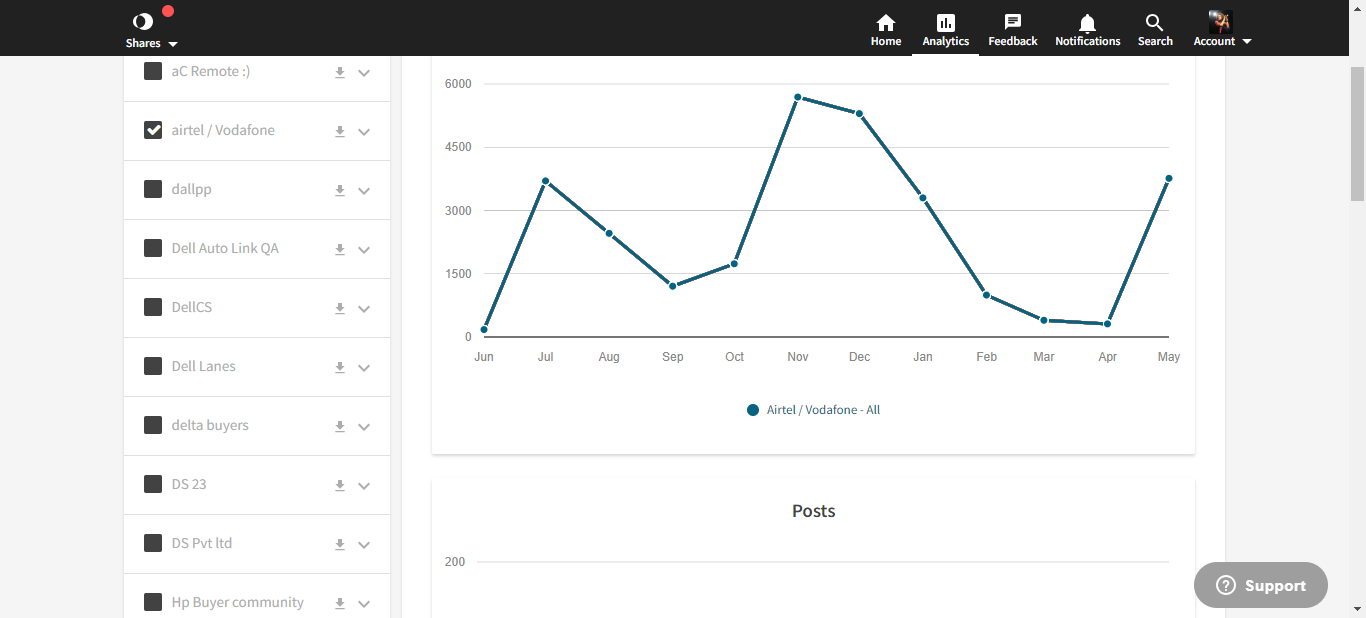 Shares
Home
Analytics
Feedback
Notifications
Search
Account
aC Remote :)
airtel / Vodafone
dallpp
Dell Auto Link QA
DellCS
Dell Lanes
delta buyers
DS 23
DS Pvt ltd
Hp Buyer community
6000
4500
3000
1500
0
Jun Jul Aug Sep Oct Nov Dec Jan Feb Mar Apr May
Airtel / Vodafone - All
Posts
200
? Support